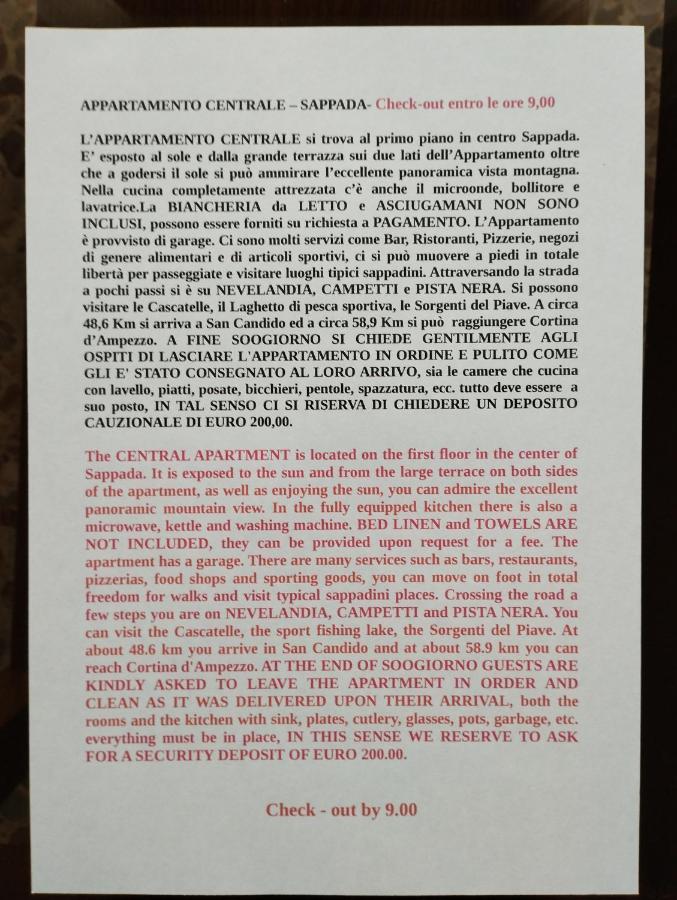 APPARTAMENTO CENTRALE – SAPPADA- Check-out entro le ore 9,00
L'APPARTAMENTO CENTRALE si trova al primo piano in centro Sappada.
E' esposto al sole e dalla grande terrazza sui due lati dell'Appartamento oltre
che a godersi il sole si può ammirare l'eccellente panoramica vista montagna.
Nella cucina completamente attrezzata c'è anche il microonde, bollitore e
lavatrice.La BIANCHERIA da LETTO e ASCIUGAMANI NON SONO
INCLUSI, possono essere forniti su richiesta a PAGAMENTO. L'Appartamento
è provvisto di garage. Ci sono molti servizi come Bar, Ristoranti, Pizzerie, negozi
di genere alimentari e di articoli sportivi, ci si può muovere a piedi in totale
libertà per passeggiate e visitare luoghi tipici sappadini. Attraversando la strada
a pochi passi si è su NEVELANDIA, CAMPETTI e PISTA NERA. Si possono
visitare le Cascatelle, il Laghetto di pesca sportiva, le Sorgenti del Piave. A circa
48,6 Km si arriva a San Candido ed a circa 58,9 Km si può raggiungere Cortina
d'Ampezzo. A FINE SOOGIORNO SI CHIEDE GENTILMENTE AGLI
OSPITI DI LASCIARE L'APPARTAMENTO IN ORDINE E PULITO COME
GLI E' STATO CONSEGNATO AL LORO ARRIVO, sia le camere che cucina
con lavello, piatti, posate, bicchieri, pentole, spazzatura, ecc. tutto deve essere a
suo posto, IN TAL SENSO CI SI RISERVA DI CHIEDERE UN DEPOSITO
CAUZIONALE DI EURO 200,00.
The CENTRAL APARTMENT is located on the first floor in the center of
Sappada. It is exposed to the sun and from the large terrace on both sides
of the apartment, as well as enjoying the sun, you can admire the excellent
panoramic mountain view. In the fully equipped kitchen there is also a
microwave, kettle and washing machine. BED LINEN and TOWELS ARE
NOT INCLUDED, they can be provided upon request for a fee. The
apartment has a garage. There are many services such as bars, restaurants,
pizzerias, food shops and sporting goods, you can move on foot in total
freedom for walks and visit typical sappadini places. Crossing the road a
few steps you are on NEVELANDIA, CAMPETTI and PISTA NERA. You
can visit the Cascatelle, the sport fishing lake, the Sorgenti del Piave. At
about 48.6 km you arrive in San Candido and at about 58.9 km you can
reach Cortina d'Ampezzo. AT THE END OF SOOGIORNO GUESTS ARE
KINDLY ASKED TO LEAVE THE APARTMENT IN ORDER AND
CLEAN AS IT WAS DELIVERED UPON THEIR ARRIVAL, both the
rooms and the kitchen with sink, plates, cutlery, glasses, pots, garbage, etc.
everything must be in place, IN THIS SENSE WE RESERVE TO ASK
FOR A SECURITY DEPOSIT OF EURO 200.00.
Check - out by 9.00